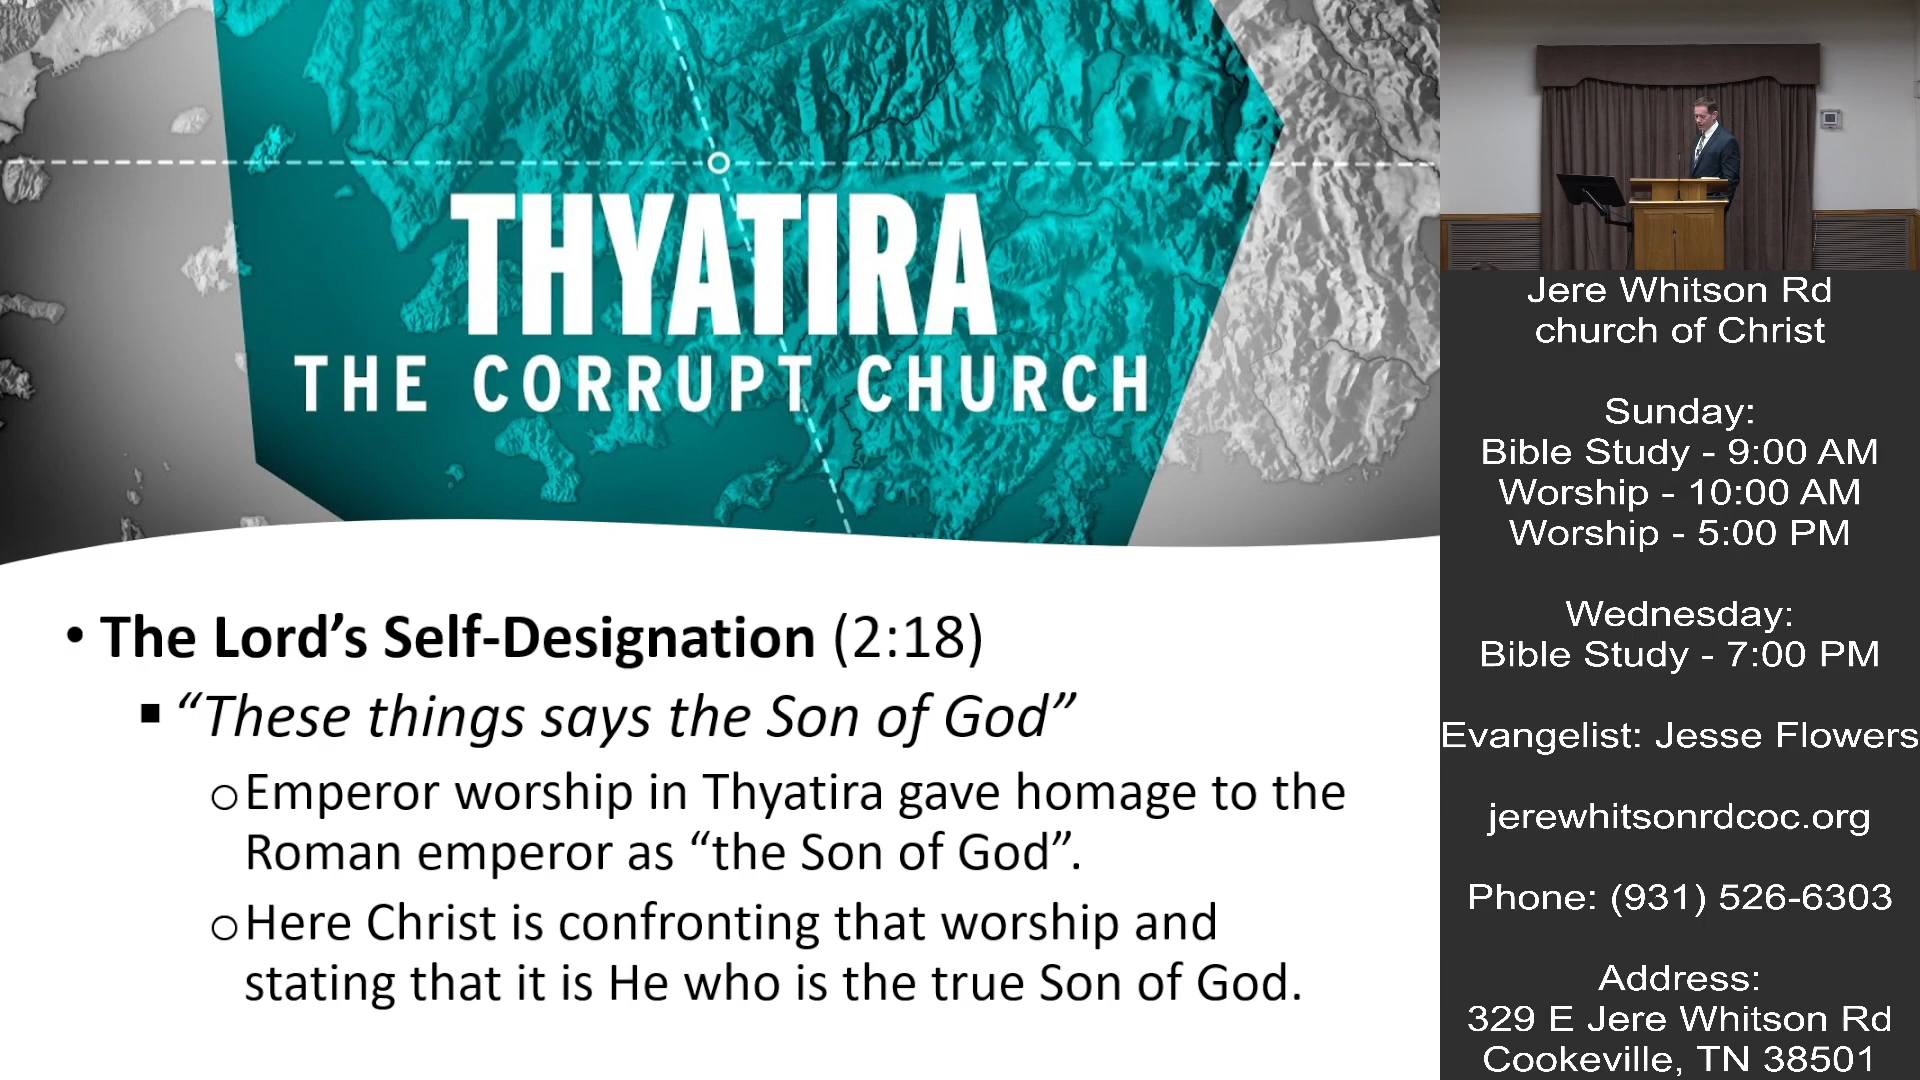 THYATIRA
THE CORRUPT CHURCH
• The Lord’s Self-Designation (2:18)
▪ “These things says the Son of God”
o Emperor worship in Thyatira gave homage to the
Roman emperor as “the Son of God”.
o Here Christ is confronting that worship and
stating that it is He who is the true Son of God.
Jere Whitson Rd
church of Christ
Sunday:
Bible Study - 9:00 AM
Worship - 10:00 AM
Worship - 5:00 PM
Wednesday:
Bible Study - 7:00 PM
Evangelist: Jesse Flowers
jerewhitsonrdcoc.org
Phone: (931) 526-6303
Address:
329 E Jere Whitson Rd
Cookeville, TN 38501